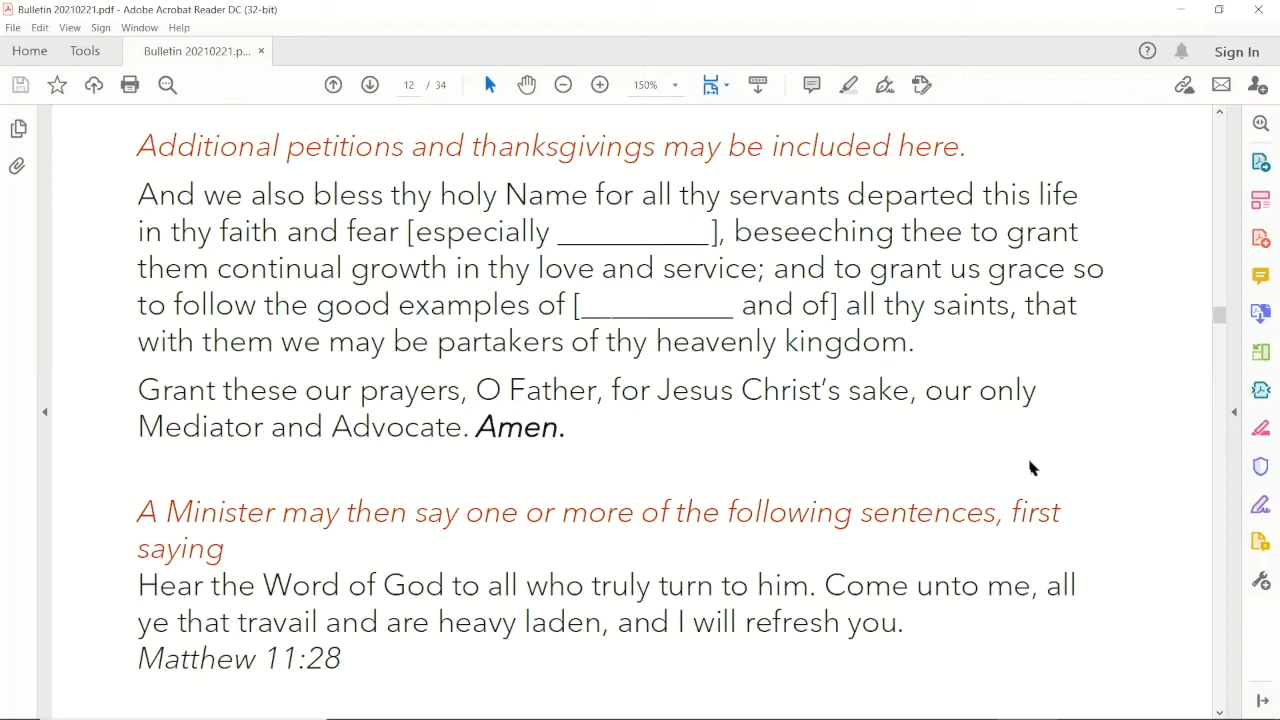 Bulletin 20210221.pdf - Adobe Acrobat Reader DC (32-bit)
File Edit View Sign Window Help
Home Tools Bulletin 20210221.p... × Sign In
12 / 34 150%
Additional petitions and thanksgivings may be included here.
And we also bless thy holy Name for all thy servants departed this life
in thy faith and fear [especially ____________], beseeching thee to grant
them continual growth in thy love and service; and to grant us grace so
to follow the good examples of [____________ and of] all thy saints, that
with them we may be partakers of thy heavenly kingdom.
Grant these our prayers, O Father, for Jesus Christ’s sake, our only
Mediator and Advocate. Amen.
A Minister may then say one or more of the following sentences, first
saying
Hear the Word of God to all who truly turn to him. Come unto me, all
ye that travail and are heavy laden, and I will refresh you.
Matthew 11:28